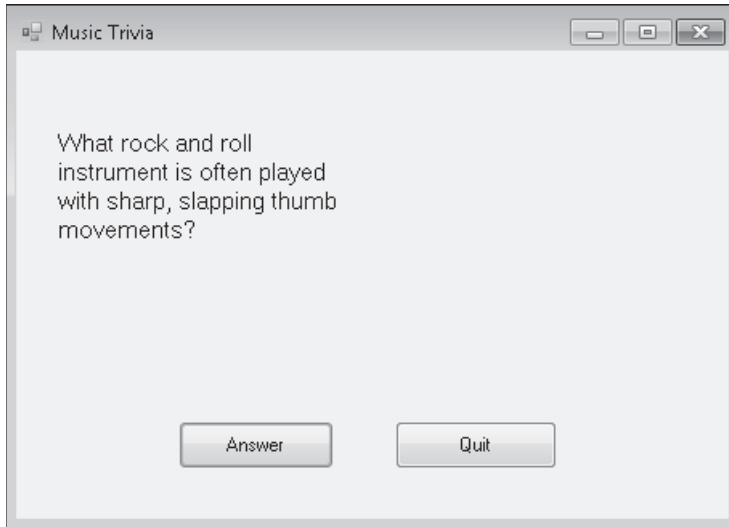 Music Trivia
What rock and roll
instrument is often played
with sharp, slapping thumb
movements?
Answer
Quit